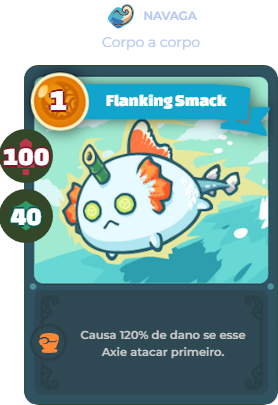 NAVAGA
Corpo a corpo
1
Flanking Smack
100
40
Causa 120% de dano se esse
Axie atacar primeiro.